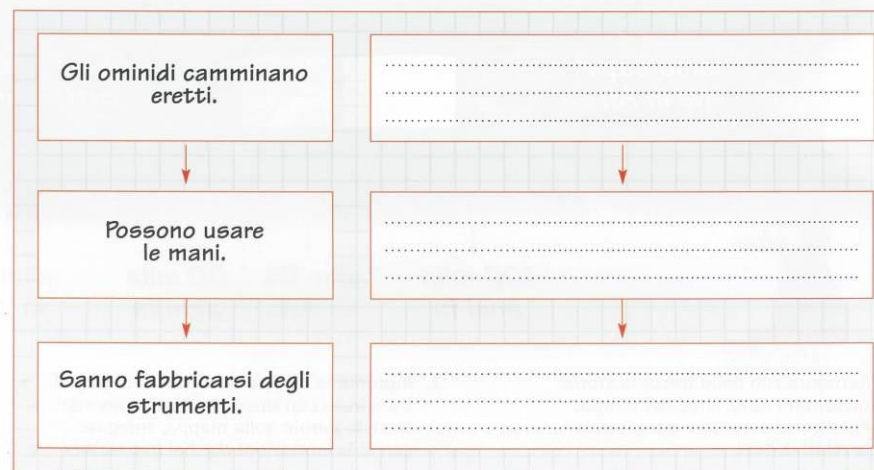 Gli ominidi camminano
eretti.
Possono usare
le mani.
Sanno fabbricarsi degli
strumenti.